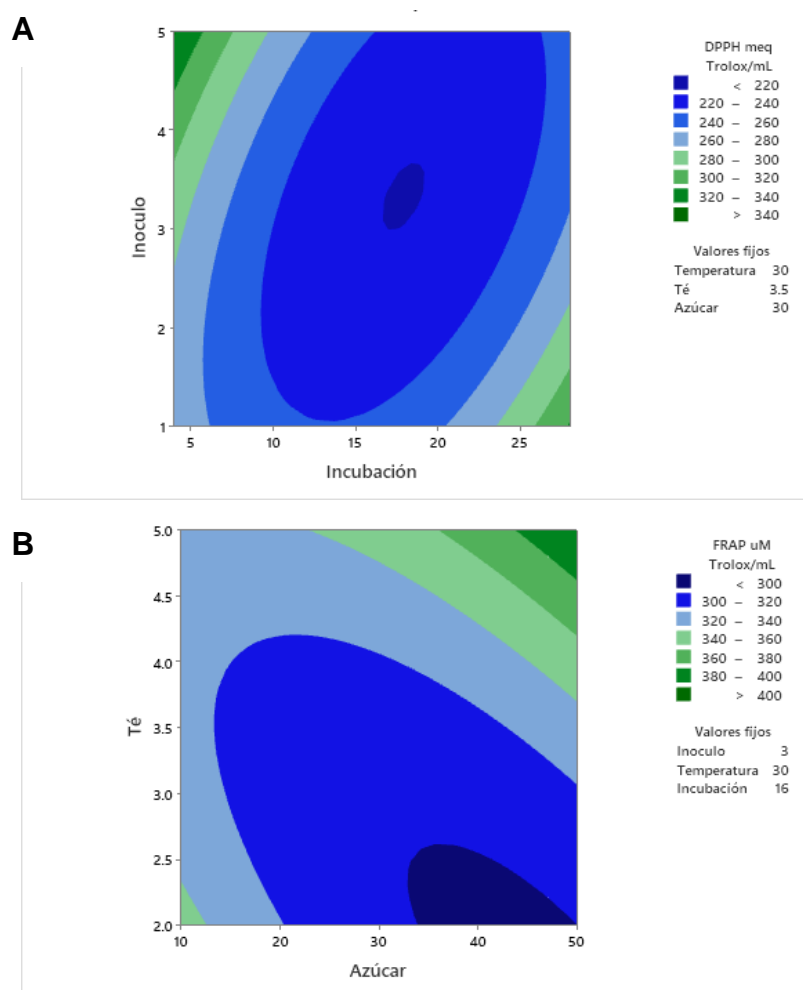 A
5
4
3
2
1
Inoculo
5
10
15
20
25
Incubación
DPPH meq
Trolox/mL
< 220
220 – 240
240 – 260
260 – 280
280 – 300
300 – 320
320 – 340
> 340
Valores fijos
Temperatura 30
Té 3.5
Azúcar 30
B
5.0
4.5
4.0
3.5
3.0
2.5
2.0
Té
10
20
30
40
50
Azúcar
FRAP uM
Trolox/mL
< 300
300 – 320
320 – 340
340 – 360
360 – 380
380 – 400
> 400
Valores fijos
Inoculo 3
Temperatura 30
Incubación 16